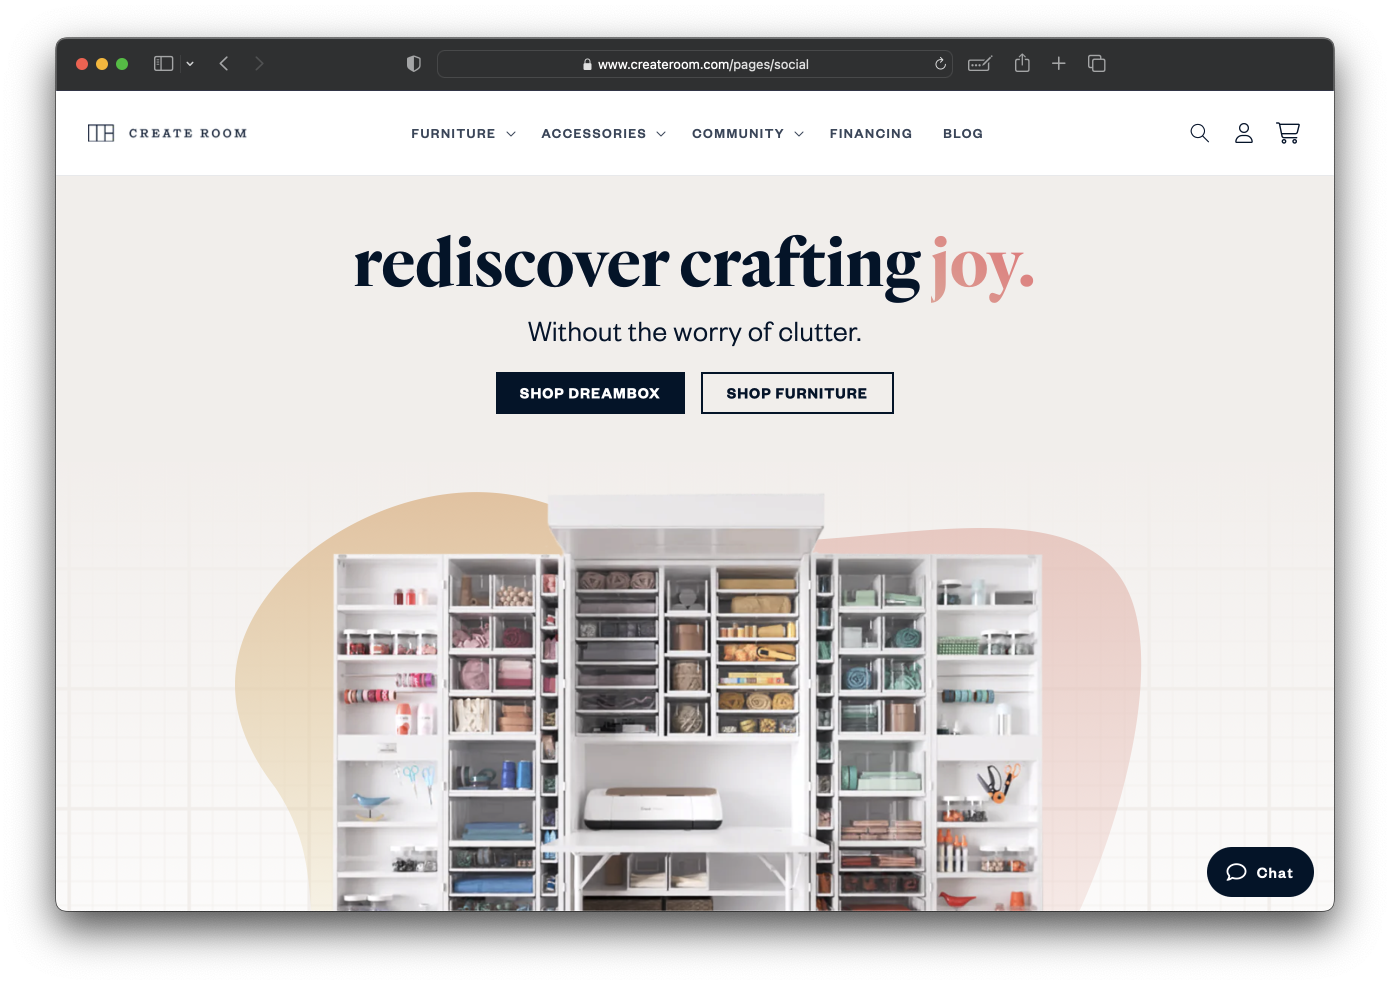 www.createroom.com/pages/social
CREATE ROOM
FURNITURE
ACCESSORIES
COMMUNITY
FINANCING
BLOG
rediscover crafting joy.
Without the worry of clutter.
SHOP DREAMBOX
SHOP FURNITURE
Chat